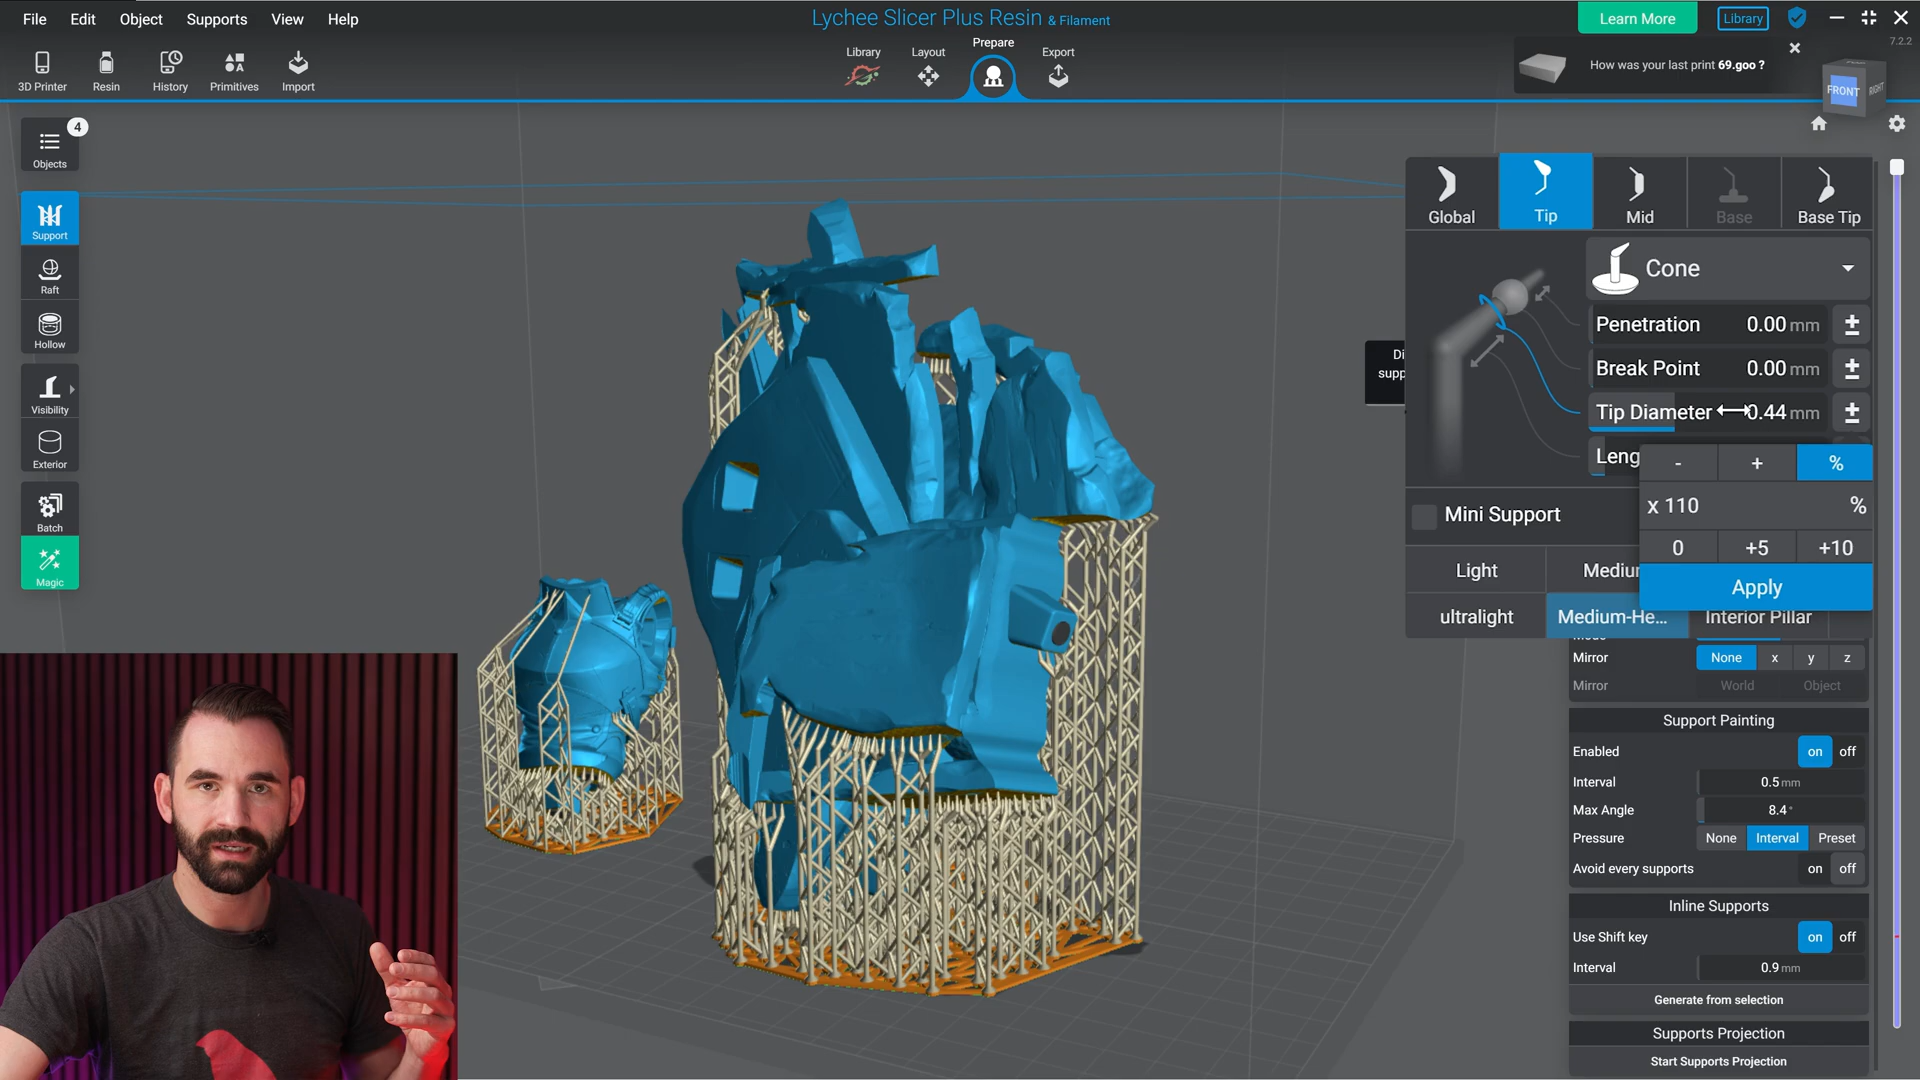 File Edit Object Supports View Help
Lychee Slicer Plus Resin & Filament
Learn More
Library
7.2.2
3D Printer
Resin
History
Primitives
Import
Library
Layout
Prepare
Export
How was your last print 69.goo ?
FRONT
RIGHT
4
Objects
Support
Raft
Hollow
Visibility
Exterior
Batch
Magic
Global
Tip
Mid
Base
Base Tip
Cone
Penetration 0.00 mm
Break Point 0.00 mm
Tip Diameter 0.44 mm
Leng
Di
supp
- + %
x 110 %
0 +5 +10
Apply
Mini Support
Light
Mediu
ultralight
Medium-He...
Interior Pillar
Mirror None x y z
Mirror World Object
Support Painting
Enabled on off
Interval 0.5 mm
Max Angle 8.4 °
Pressure None Interval Preset
Avoid every supports on off
Inline Supports
Use Shift key on off
Interval 0.9 mm
Generate from selection
Supports Projection
Start Supports Projection